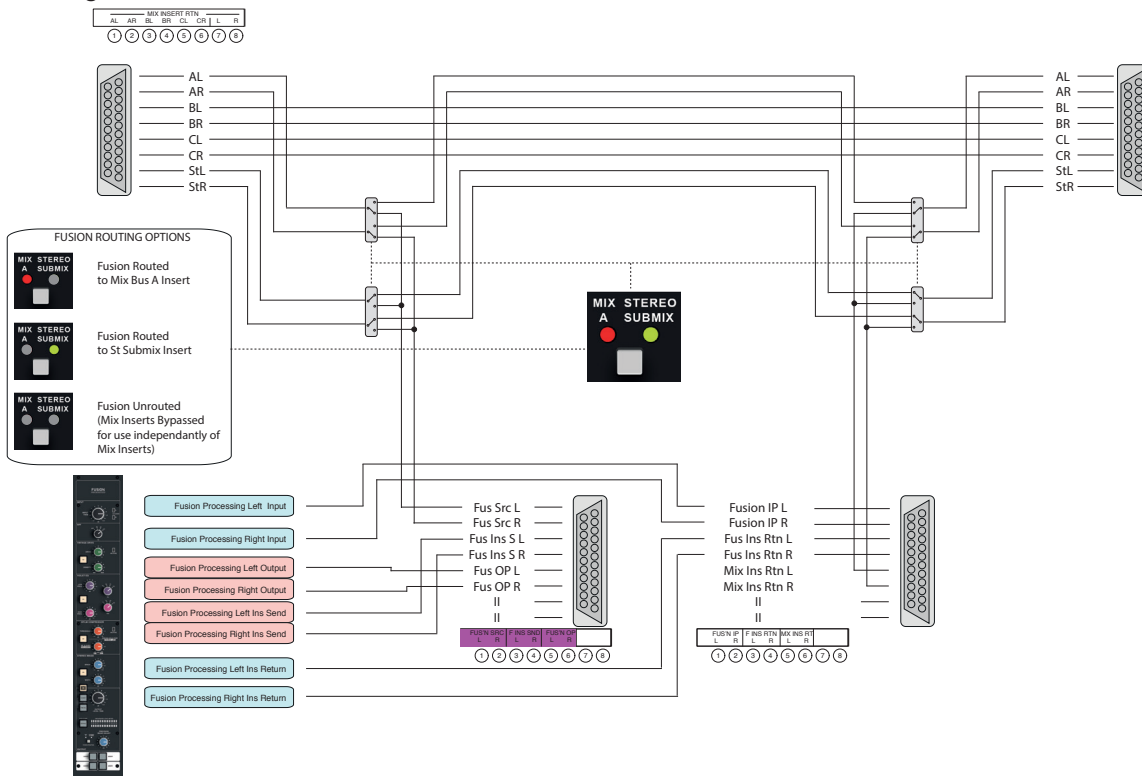 MIX INSERT RTN
AL AR BL BR CL CR L R
1 2 3 4 5 6 7 8
AL
AR
BL
BR
CL
CR
StL
StR
AL
AR
BL
BR
CL
CR
StL
StR
FUSION ROUTING OPTIONS
MIX STEREO
A SUBMIX
Fusion Routed
to Mix Bus A Insert
MIX STEREO
A SUBMIX
Fusion Routed
to St Submix Insert
MIX STEREO
A SUBMIX
Fusion Unrouted
(Mix Inserts Bypassed
for use independantly of
Mix Inserts)
MIX STEREO
A SUBMIX
FUSION
Fusion Processing Left Input
Fusion Processing Right Input
Fusion Processing Left Output
Fusion Processing Right Output
Fusion Processing Left Ins Send
Fusion Processing Right Ins Send
Fusion Processing Left Ins Return
Fusion Processing Right Ins Return
Fus Src L
Fus Src R
Fus Ins S L
Fus Ins S R
Fus OP L
Fus OP R
II
II
FUS'N SRC F INS SND FUS'N OP
L R L R L R
1 2 3 4 5 6 7 8
Fusion IP L
Fusion IP R
Fus Ins Rtn L
Fus Ins Rtn R
Mix Ins Rtn L
Mix Ins Rtn R
II
II
FUS'N IP F INS RTN MIX INS RT
L R L R L R
1 2 3 4 5 6 7 8